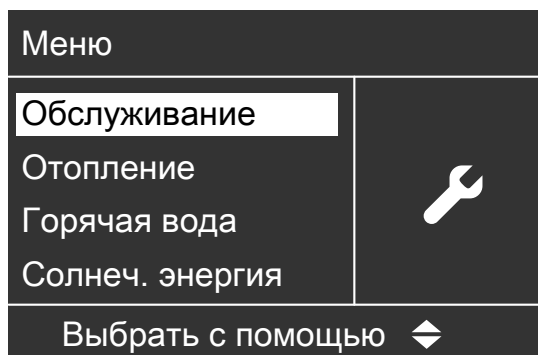 Меню
Обслуживание
Отопление
Горячая вода
Солнеч. энергия
Выбрать с помощью